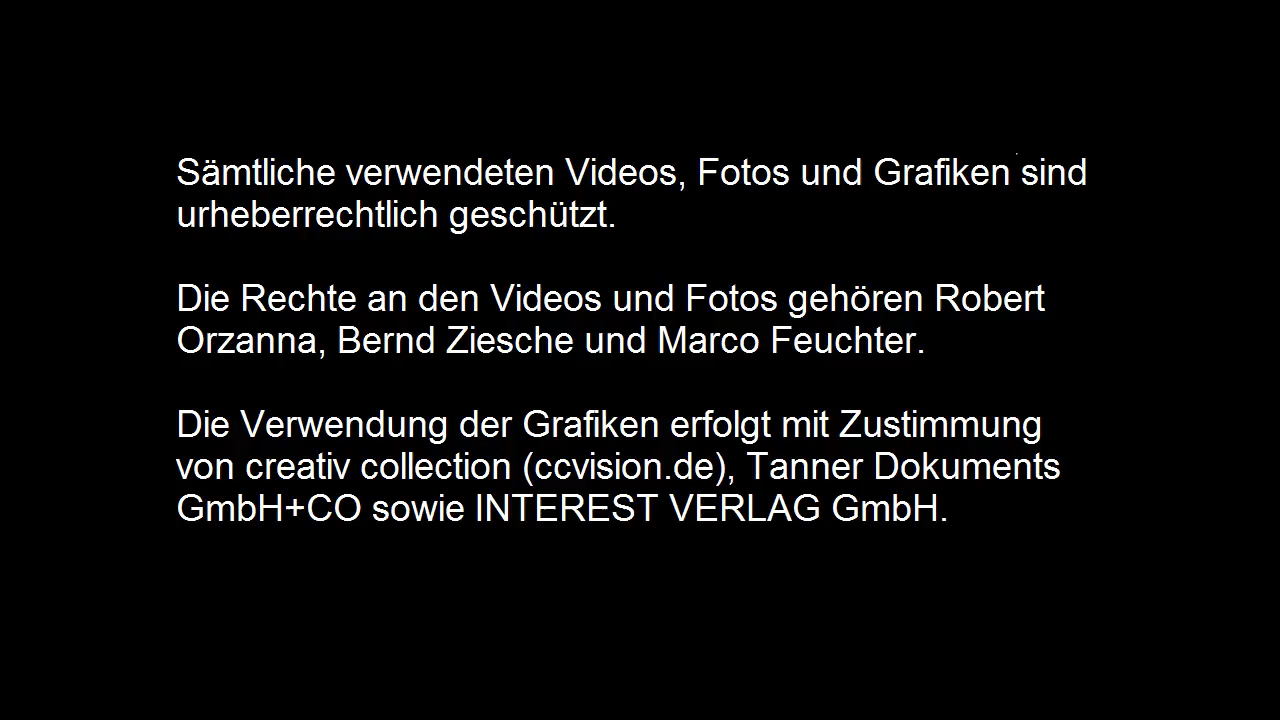 Sämtliche verwendeten Videos, Fotos und Grafiken sind
urheberrechtlich geschützt.
Die Rechte an den Videos und Fotos gehören Robert
Orzanna, Bernd Ziesche und Marco Feuchter.
Die Verwendung der Grafiken erfolgt mit Zustimmung
von creativ collection (ccvision.de), Tanner Dokuments
GmbH+CO sowie INTEREST VERLAG GmbH.